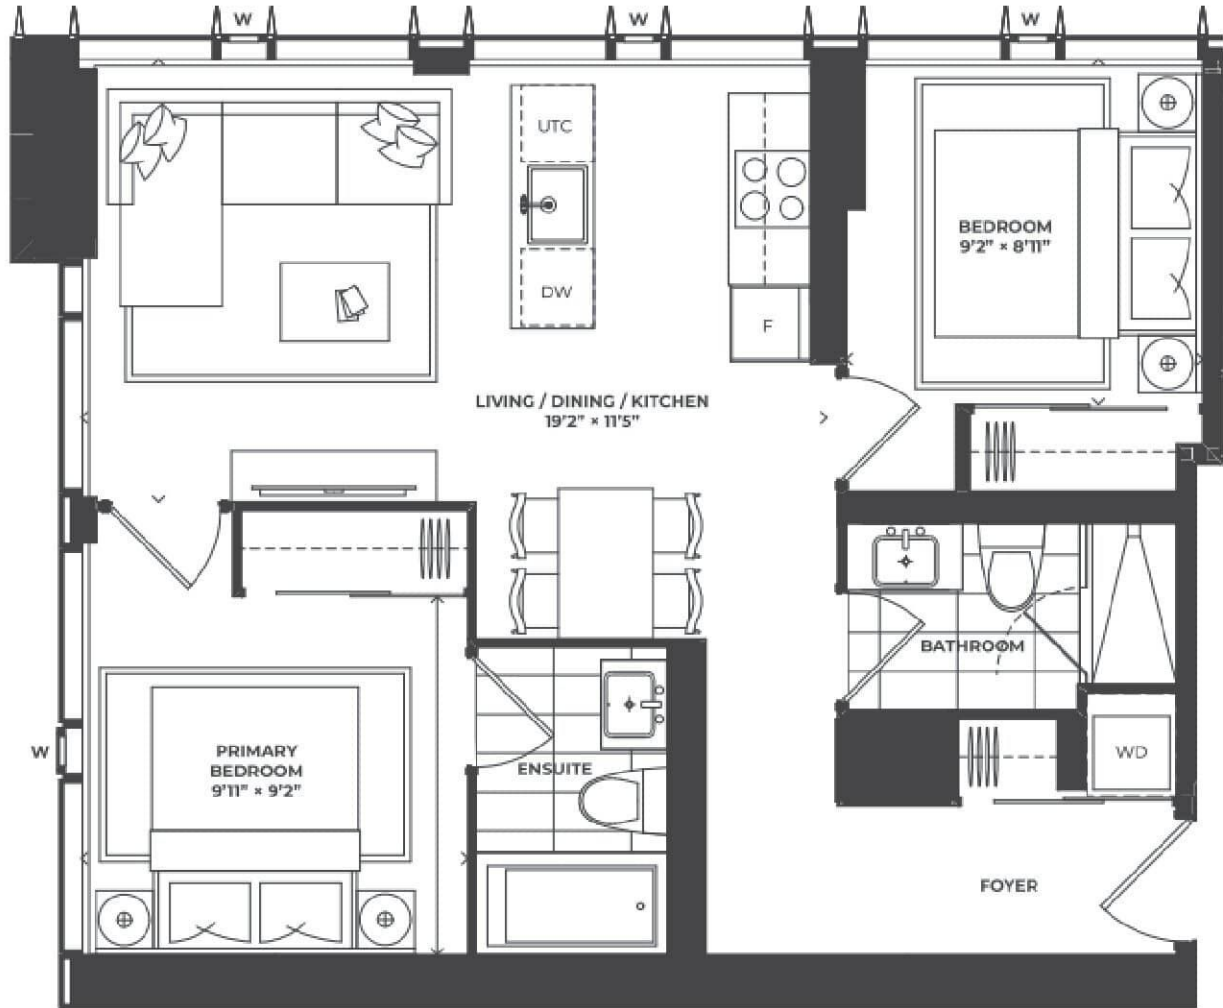 W
W
W
UTC
DW
F
BEDROOM
9'2" × 8'11"
LIVING / DINING / KITCHEN
19'2" × 11'5"
BATHROOM
W
PRIMARY
BEDROOM
9'11" × 9'2"
ENSUITE
WD
FOYER